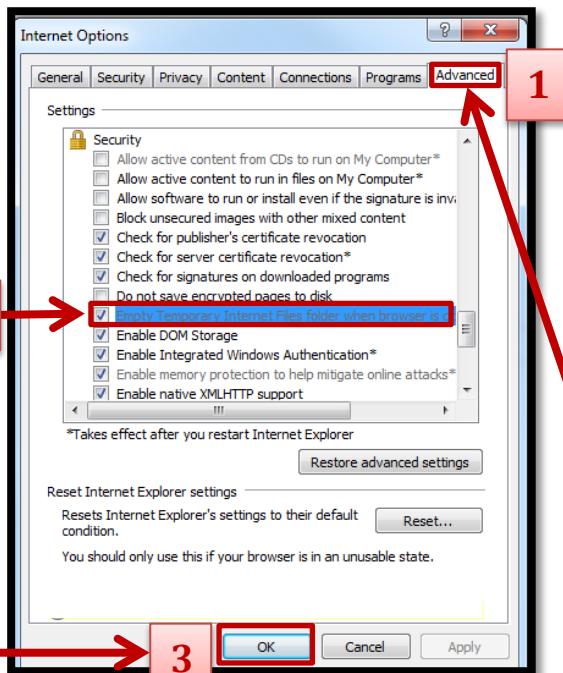 Internet Options
General Security Privacy Content Connections Programs Advanced
1
Settings
Security
Allow active content from CDs to run on My Computer*
Allow active content to run in files on My Computer*
Allow software to run or install even if the signature is inva
Block unsecured images with other mixed content
Check for publisher's certificate revocation
Check for server certificate revocation*
Check for signatures on downloaded programs
Do not save encrypted pages to disk
Empty Temporary Internet Files folder when browser is
Enable DOM Storage
Enable Integrated Windows Authentication*
Enable memory protection to help mitigate online attacks*
Enable native XMLHTTP support
*Takes effect after you restart Internet Explorer
Restore advanced settings
Reset Internet Explorer settings
Resets Internet Explorer's settings to their default
condition.
Reset...
You should only use this if your browser is in an unusable state.
3
OK Cancel Apply